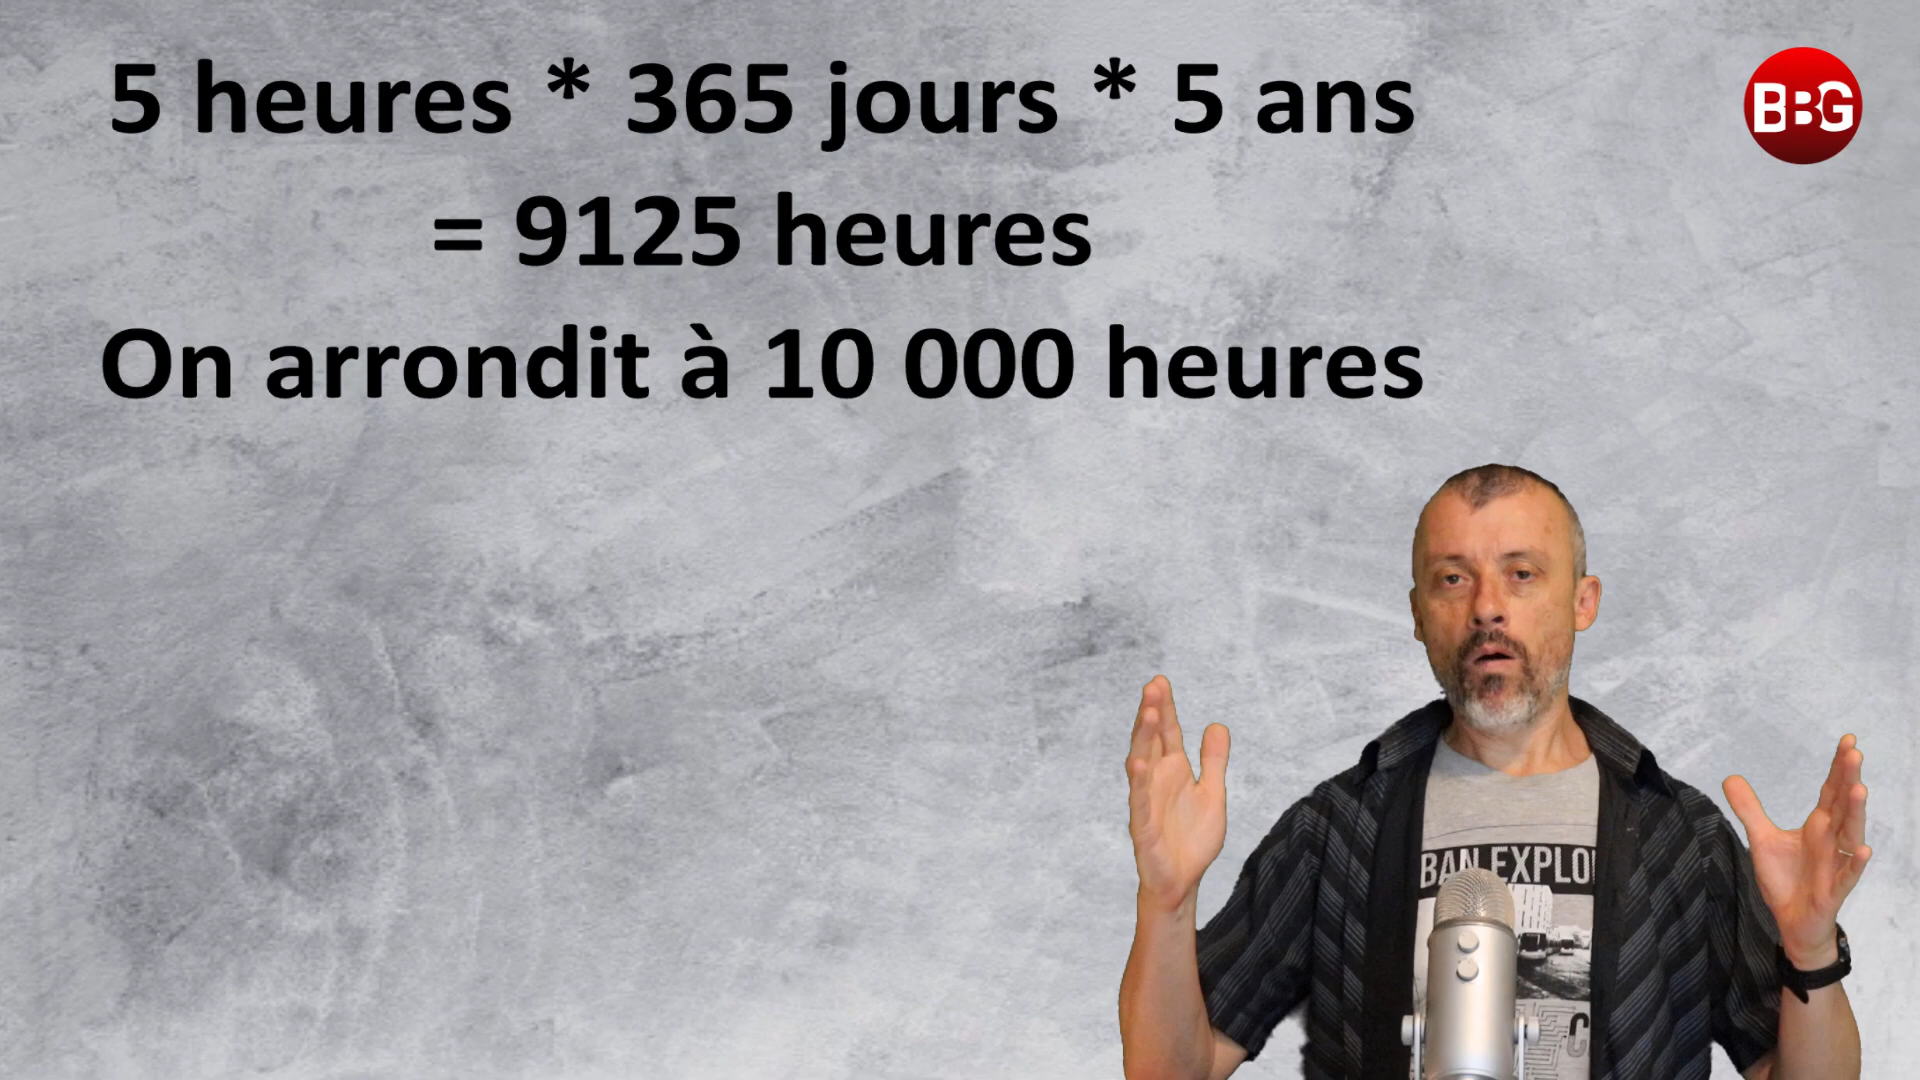 5 heures * 365 jours * 5 ans
BBG
= 9125 heures
On arrondit à 10 000 heures
BAN EXPLO
C